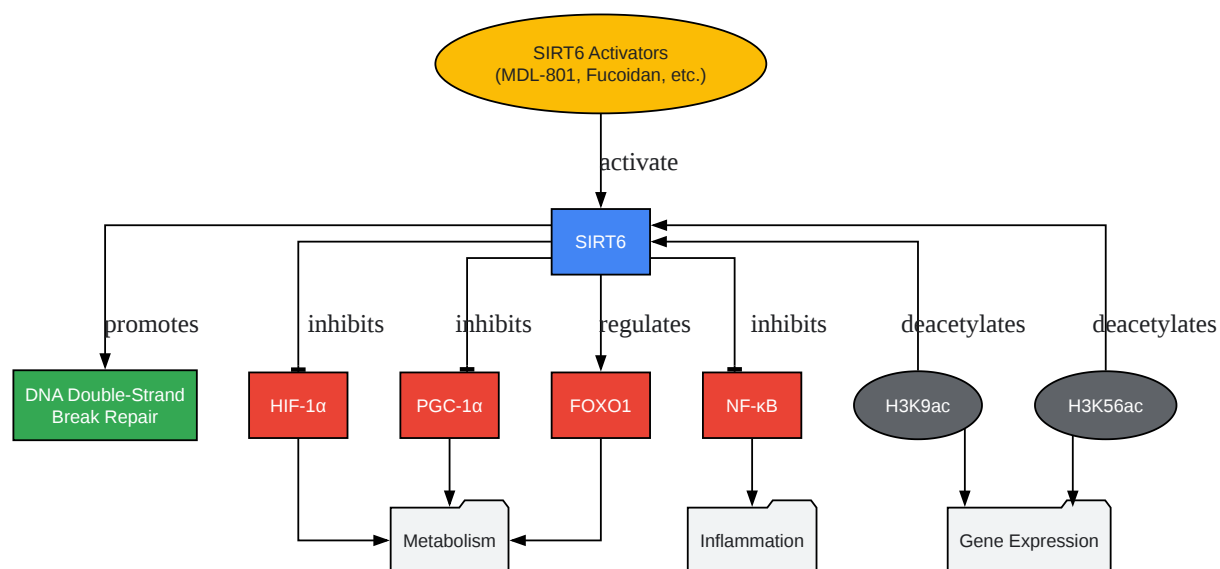 SIRT6 Activators
(MDL-801, Fucoidan, etc.)
activate
SIRT6
promotes
inhibits
inhibits
regulates
inhibits
deacetylates
deacetylates
DNA Double-Strand
Break Repair
HIF-1α
PGC-1α
FOXO1
NF-κB
H3K9ac
H3K56ac
Metabolism
Inflammation
Gene Expression